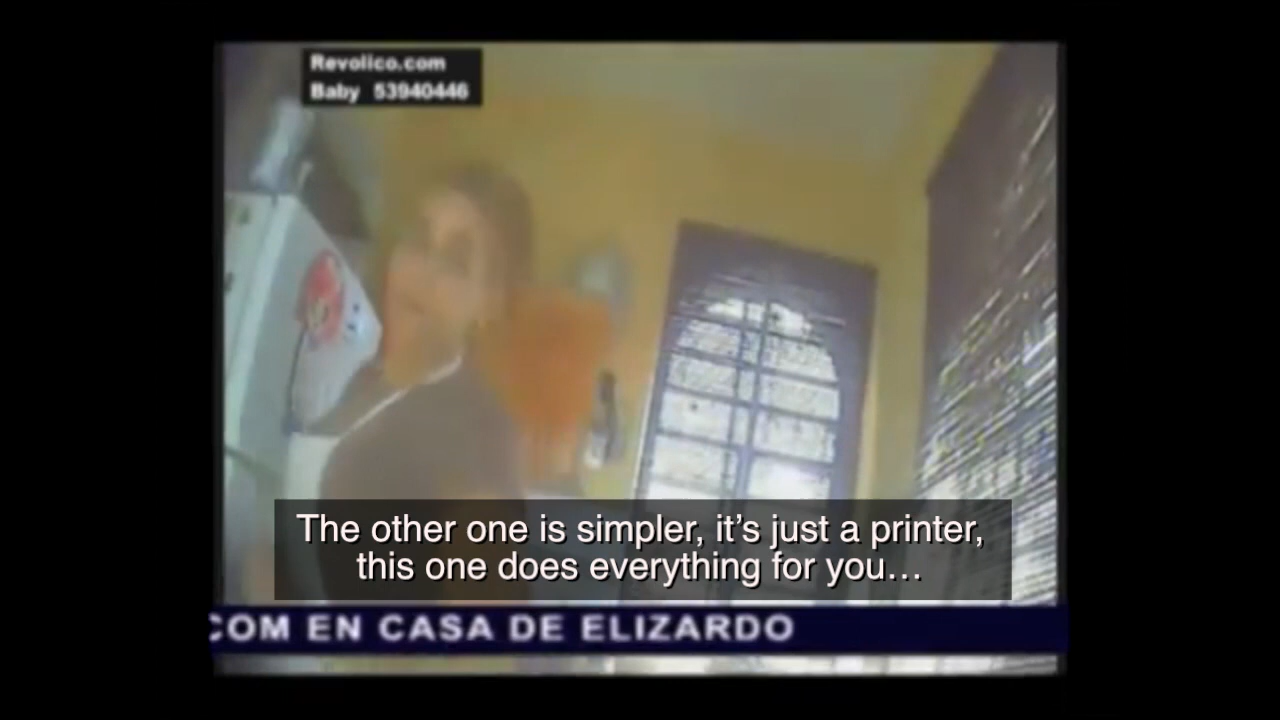 Revolico.com
Baby 53940446
The other one is simpler, it's just a printer,
this one does everything for you…
COM EN CASA DE ELIZARDO